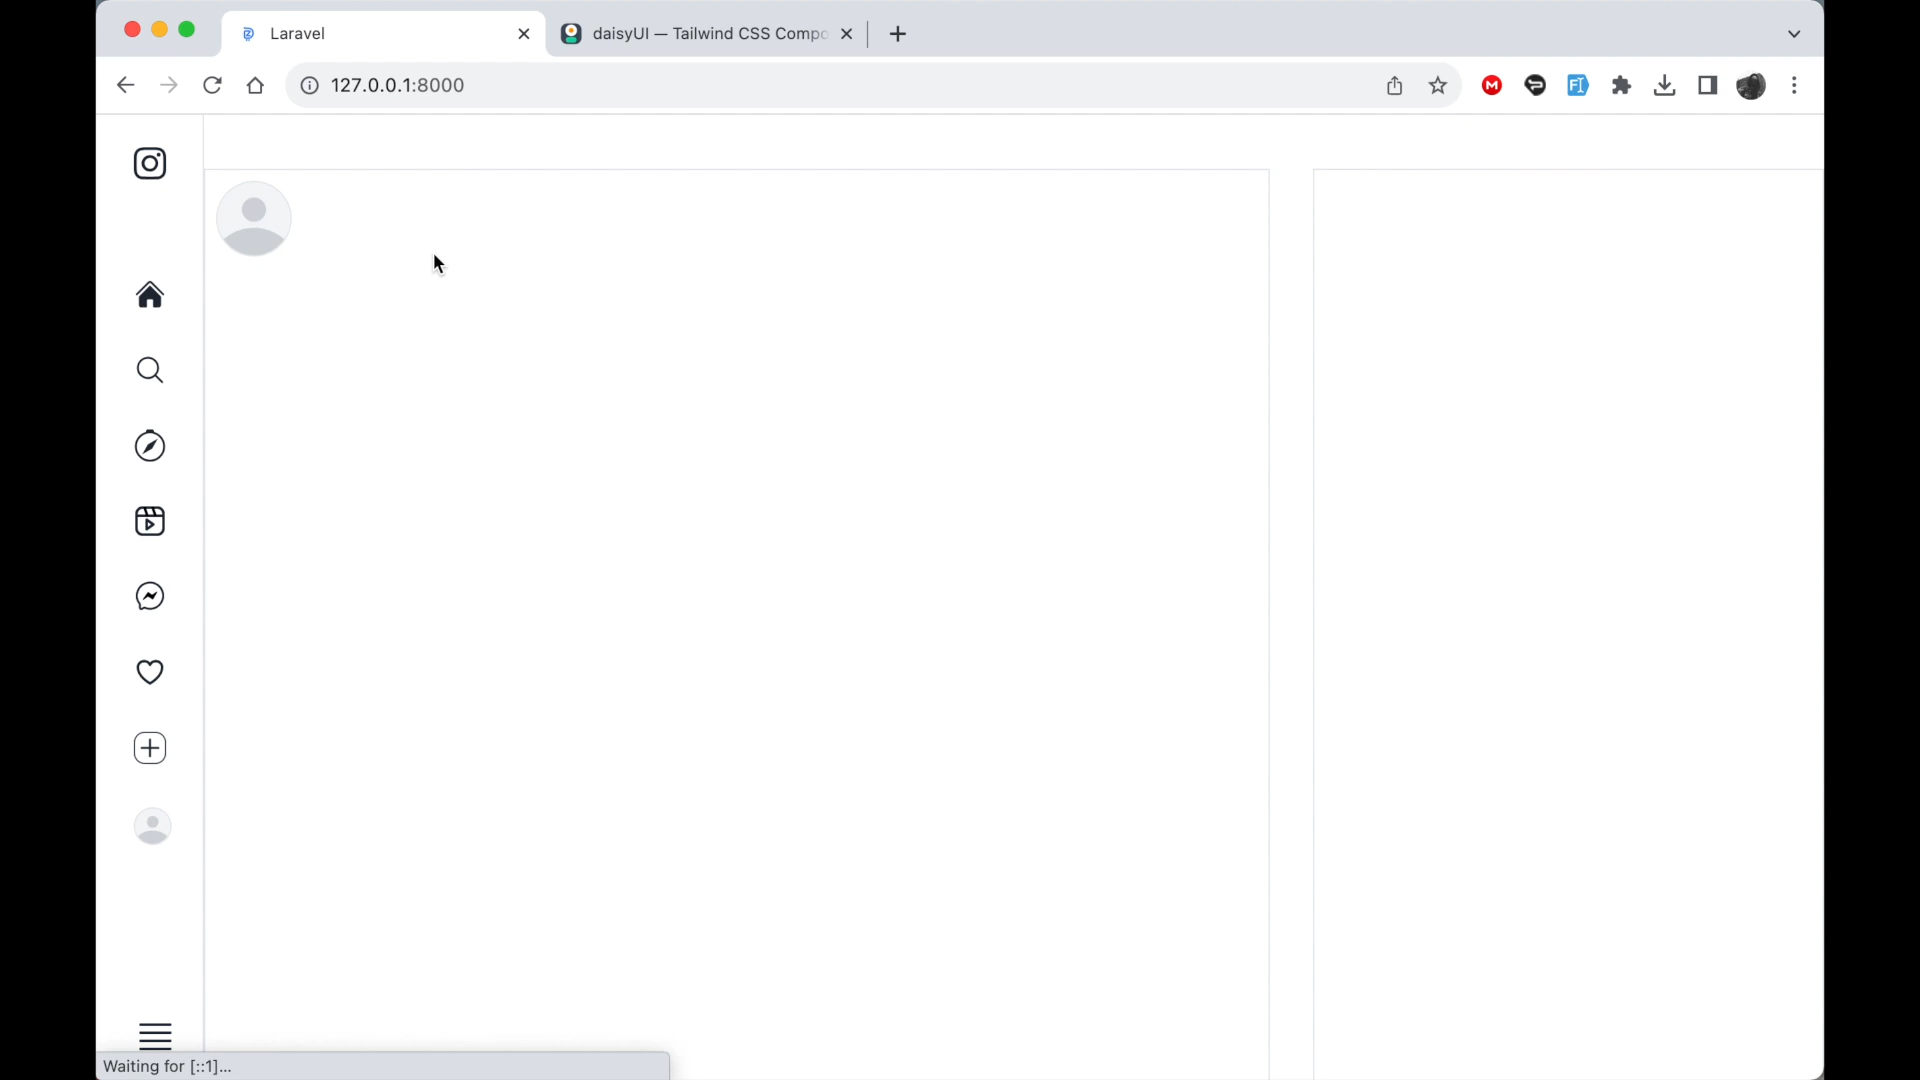 Laravel
daisyUI — Tailwind CSS Compo
127.0.0.1:8000
Waiting for [::1]...